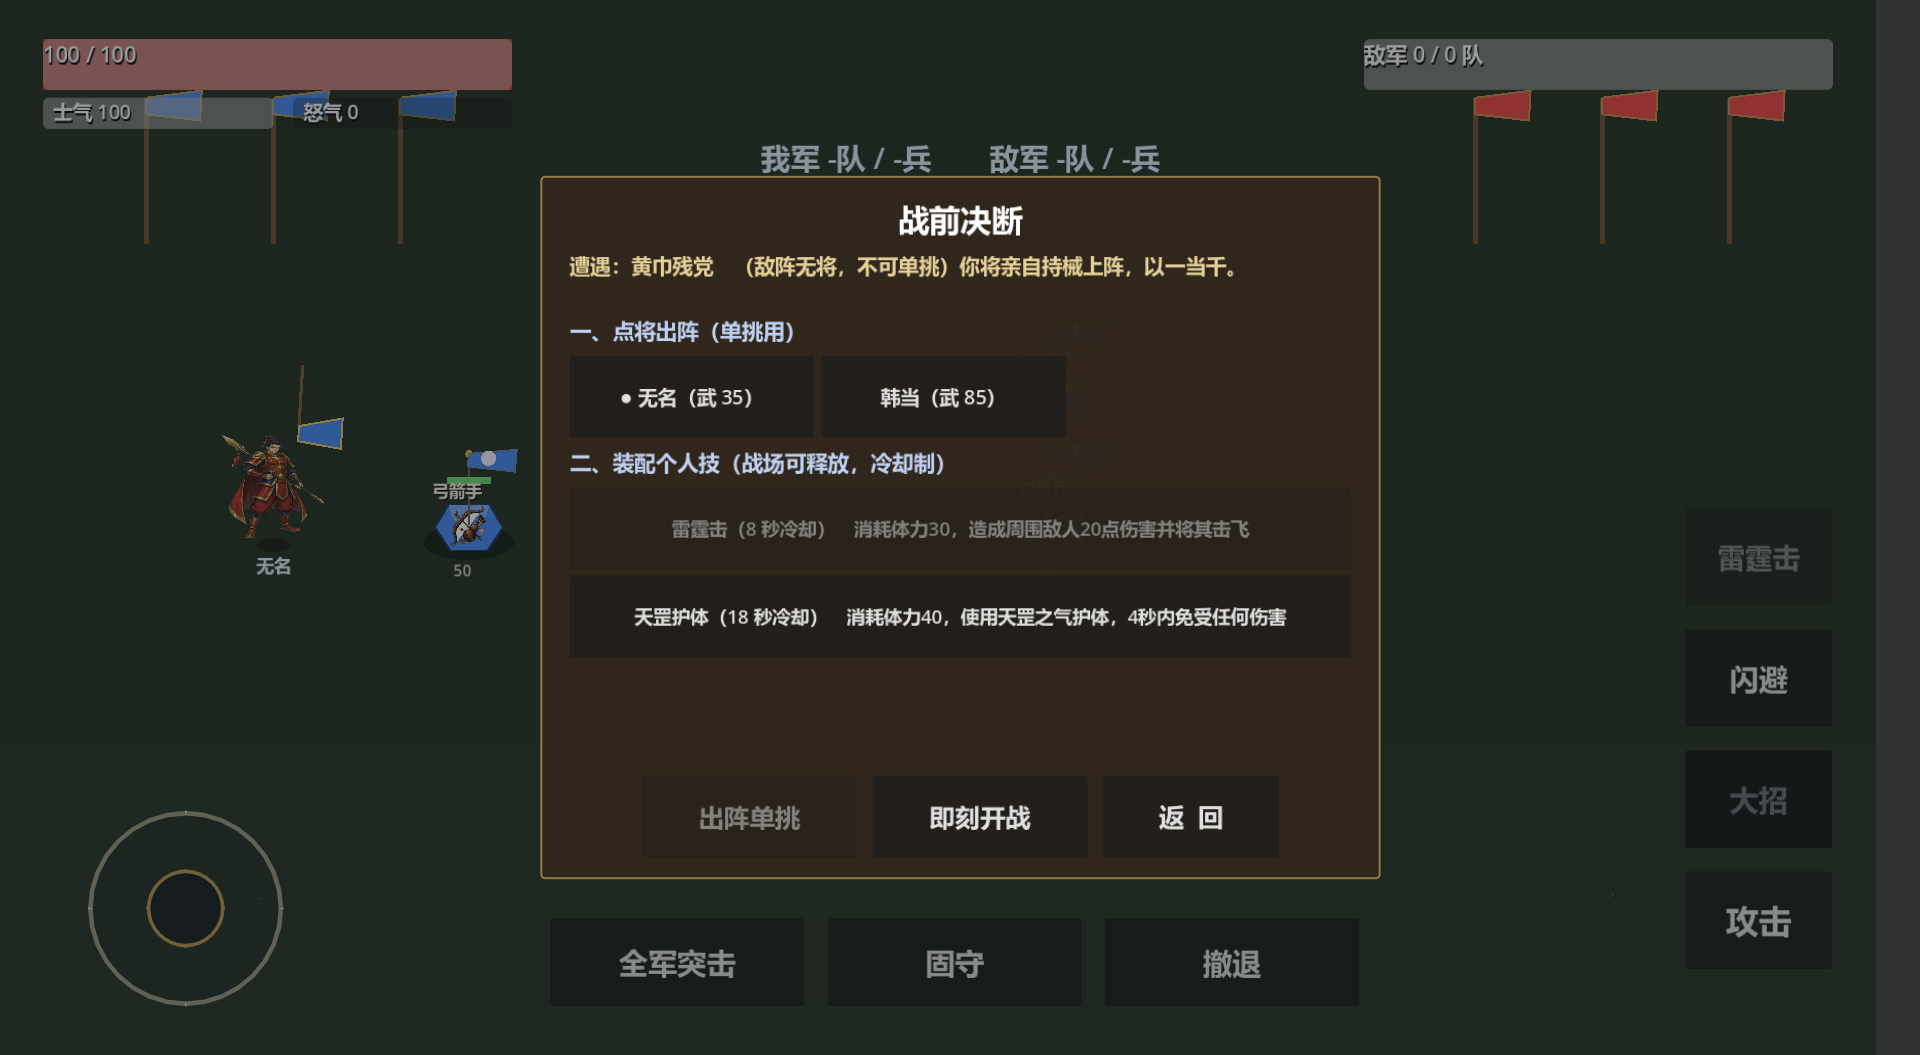 100 / 100
敌军 0 / 0 队
士气 100
怒气 0
我军 -队 / -兵 敌军 -队 / -兵
战前决断
遭遇：黄巾残党 （敌阵无将，不可单挑）你将亲自持械上阵，以一当千。
一、点将出阵（单挑用）
● 无名（武 35）
韩当（武 85）
二、装配个人技（战场可释放，冷却制）
弓箭手
雷霆击（8 秒冷却） 消耗体力30，造成周围敌人20点伤害并将其击飞
无名
50
天罡护体（18 秒冷却） 消耗体力40，使用天罡之气护体，4秒内免受任何伤害
雷霆击
闪避
大招
出阵单挑
即刻开战
返 回
攻击
全军突击
固守
撤退